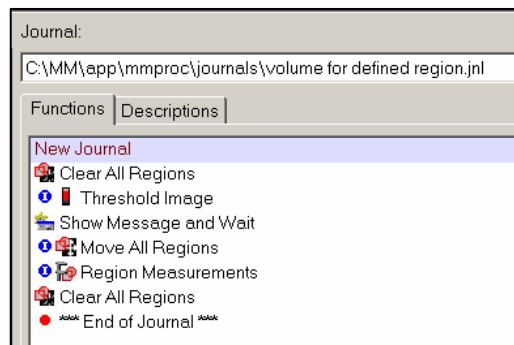 Journal:
C:\MM\app\mmproc\journals\volume for defined region.jnl
Functions Descriptions
New Journal
Clear All Regions
Threshold Image
Show Message and Wait
Move All Regions
Region Measurements
Clear All Regions
*** End of Journal ***